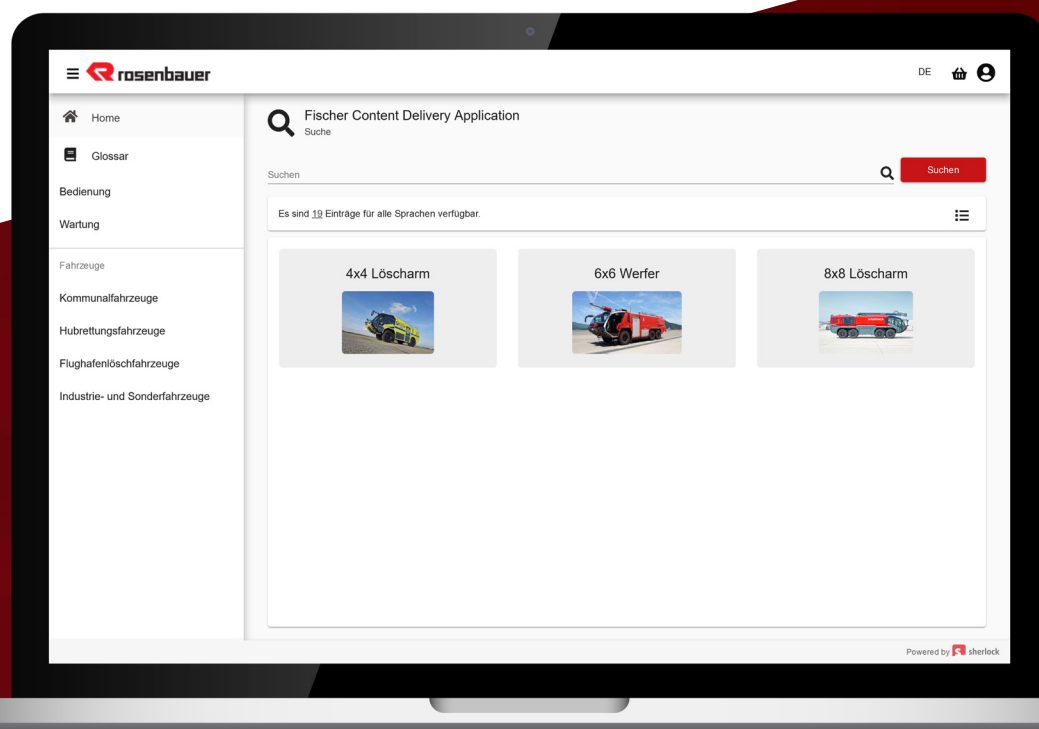 rosenbauer
DE
Home
Glossar
Bedienung
Wartung
Fahrzeuge
Kommunalfahrzeuge
Hubrettungsfahrzeuge
Flughafenlöschfahrzeuge
Industrie- und Sonderfahrzeuge
Fischer Content Delivery Application
Suche
Suchen
Suchen
Es sind 19 Einträge für alle Sprachen verfügbar.
4x4 Löscharm
6x6 Werfer
8x8 Löscharm
Powered by sherlock